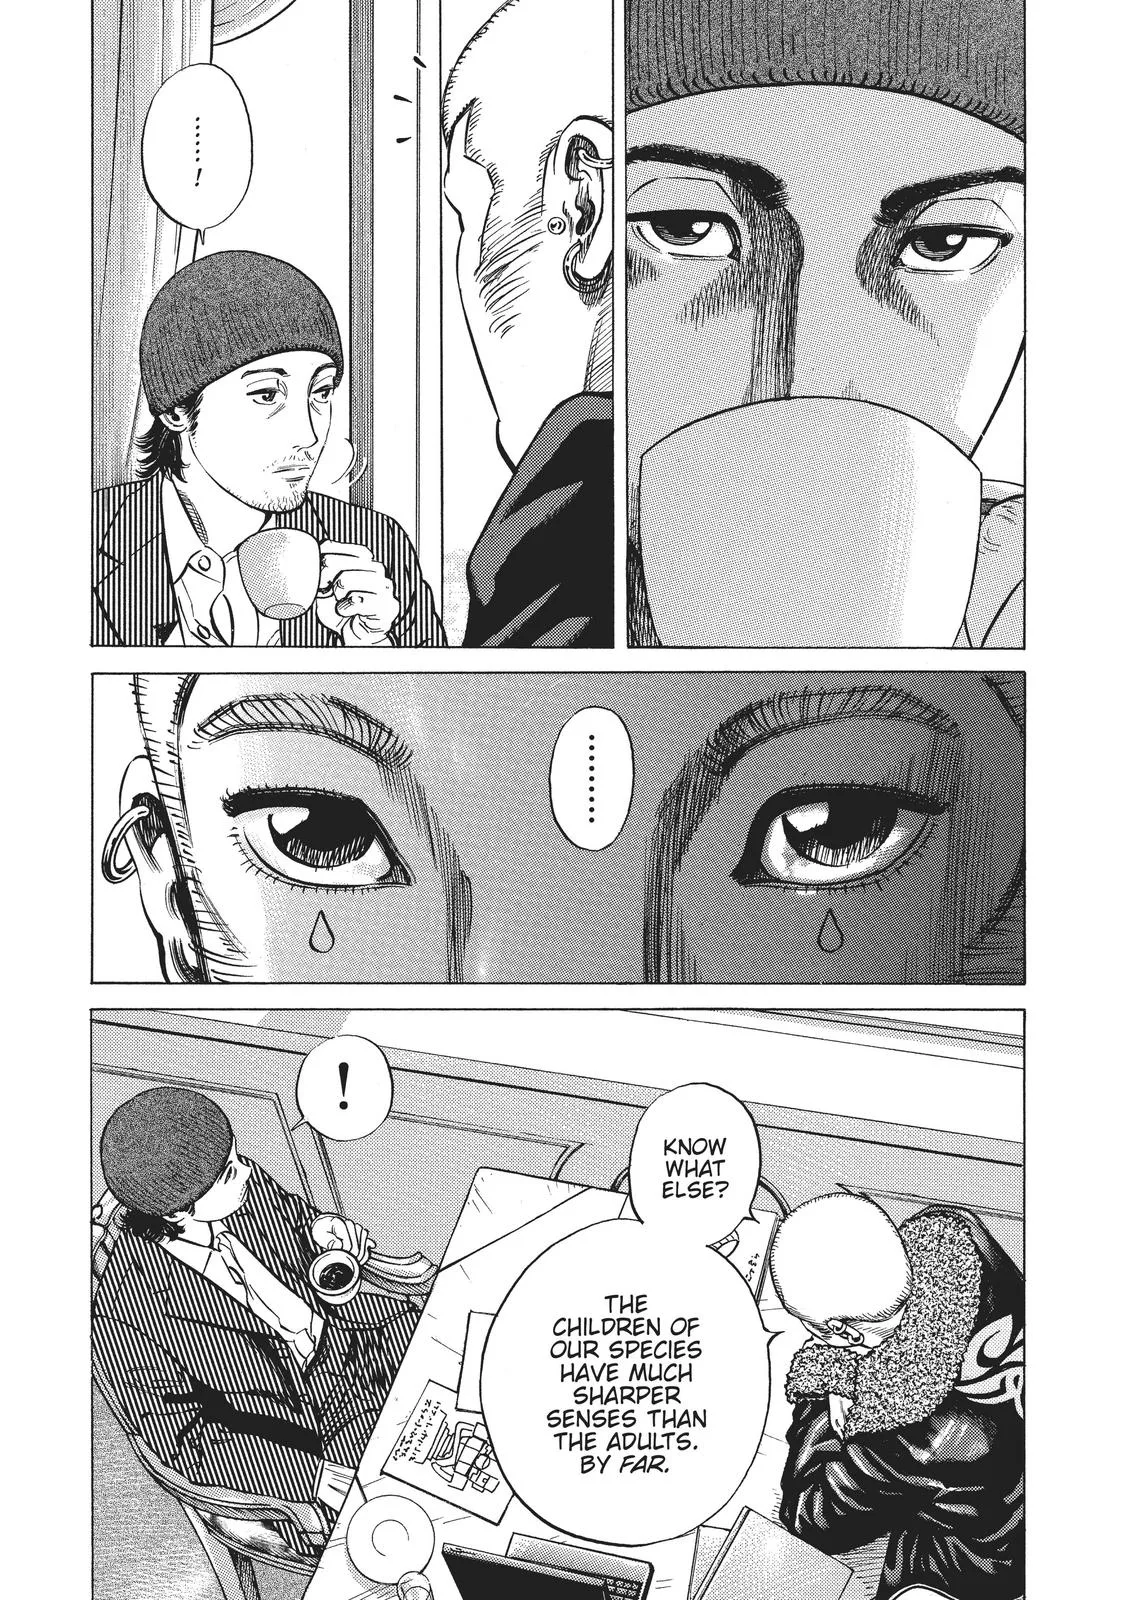 ......!
.........
!
KNOW
WHAT
ELSE?
THE
CHILDREN OF
OUR SPECIES
HAVE MUCH
SHARPER
SENSES THAN
THE ADULTS.
BY FAR.